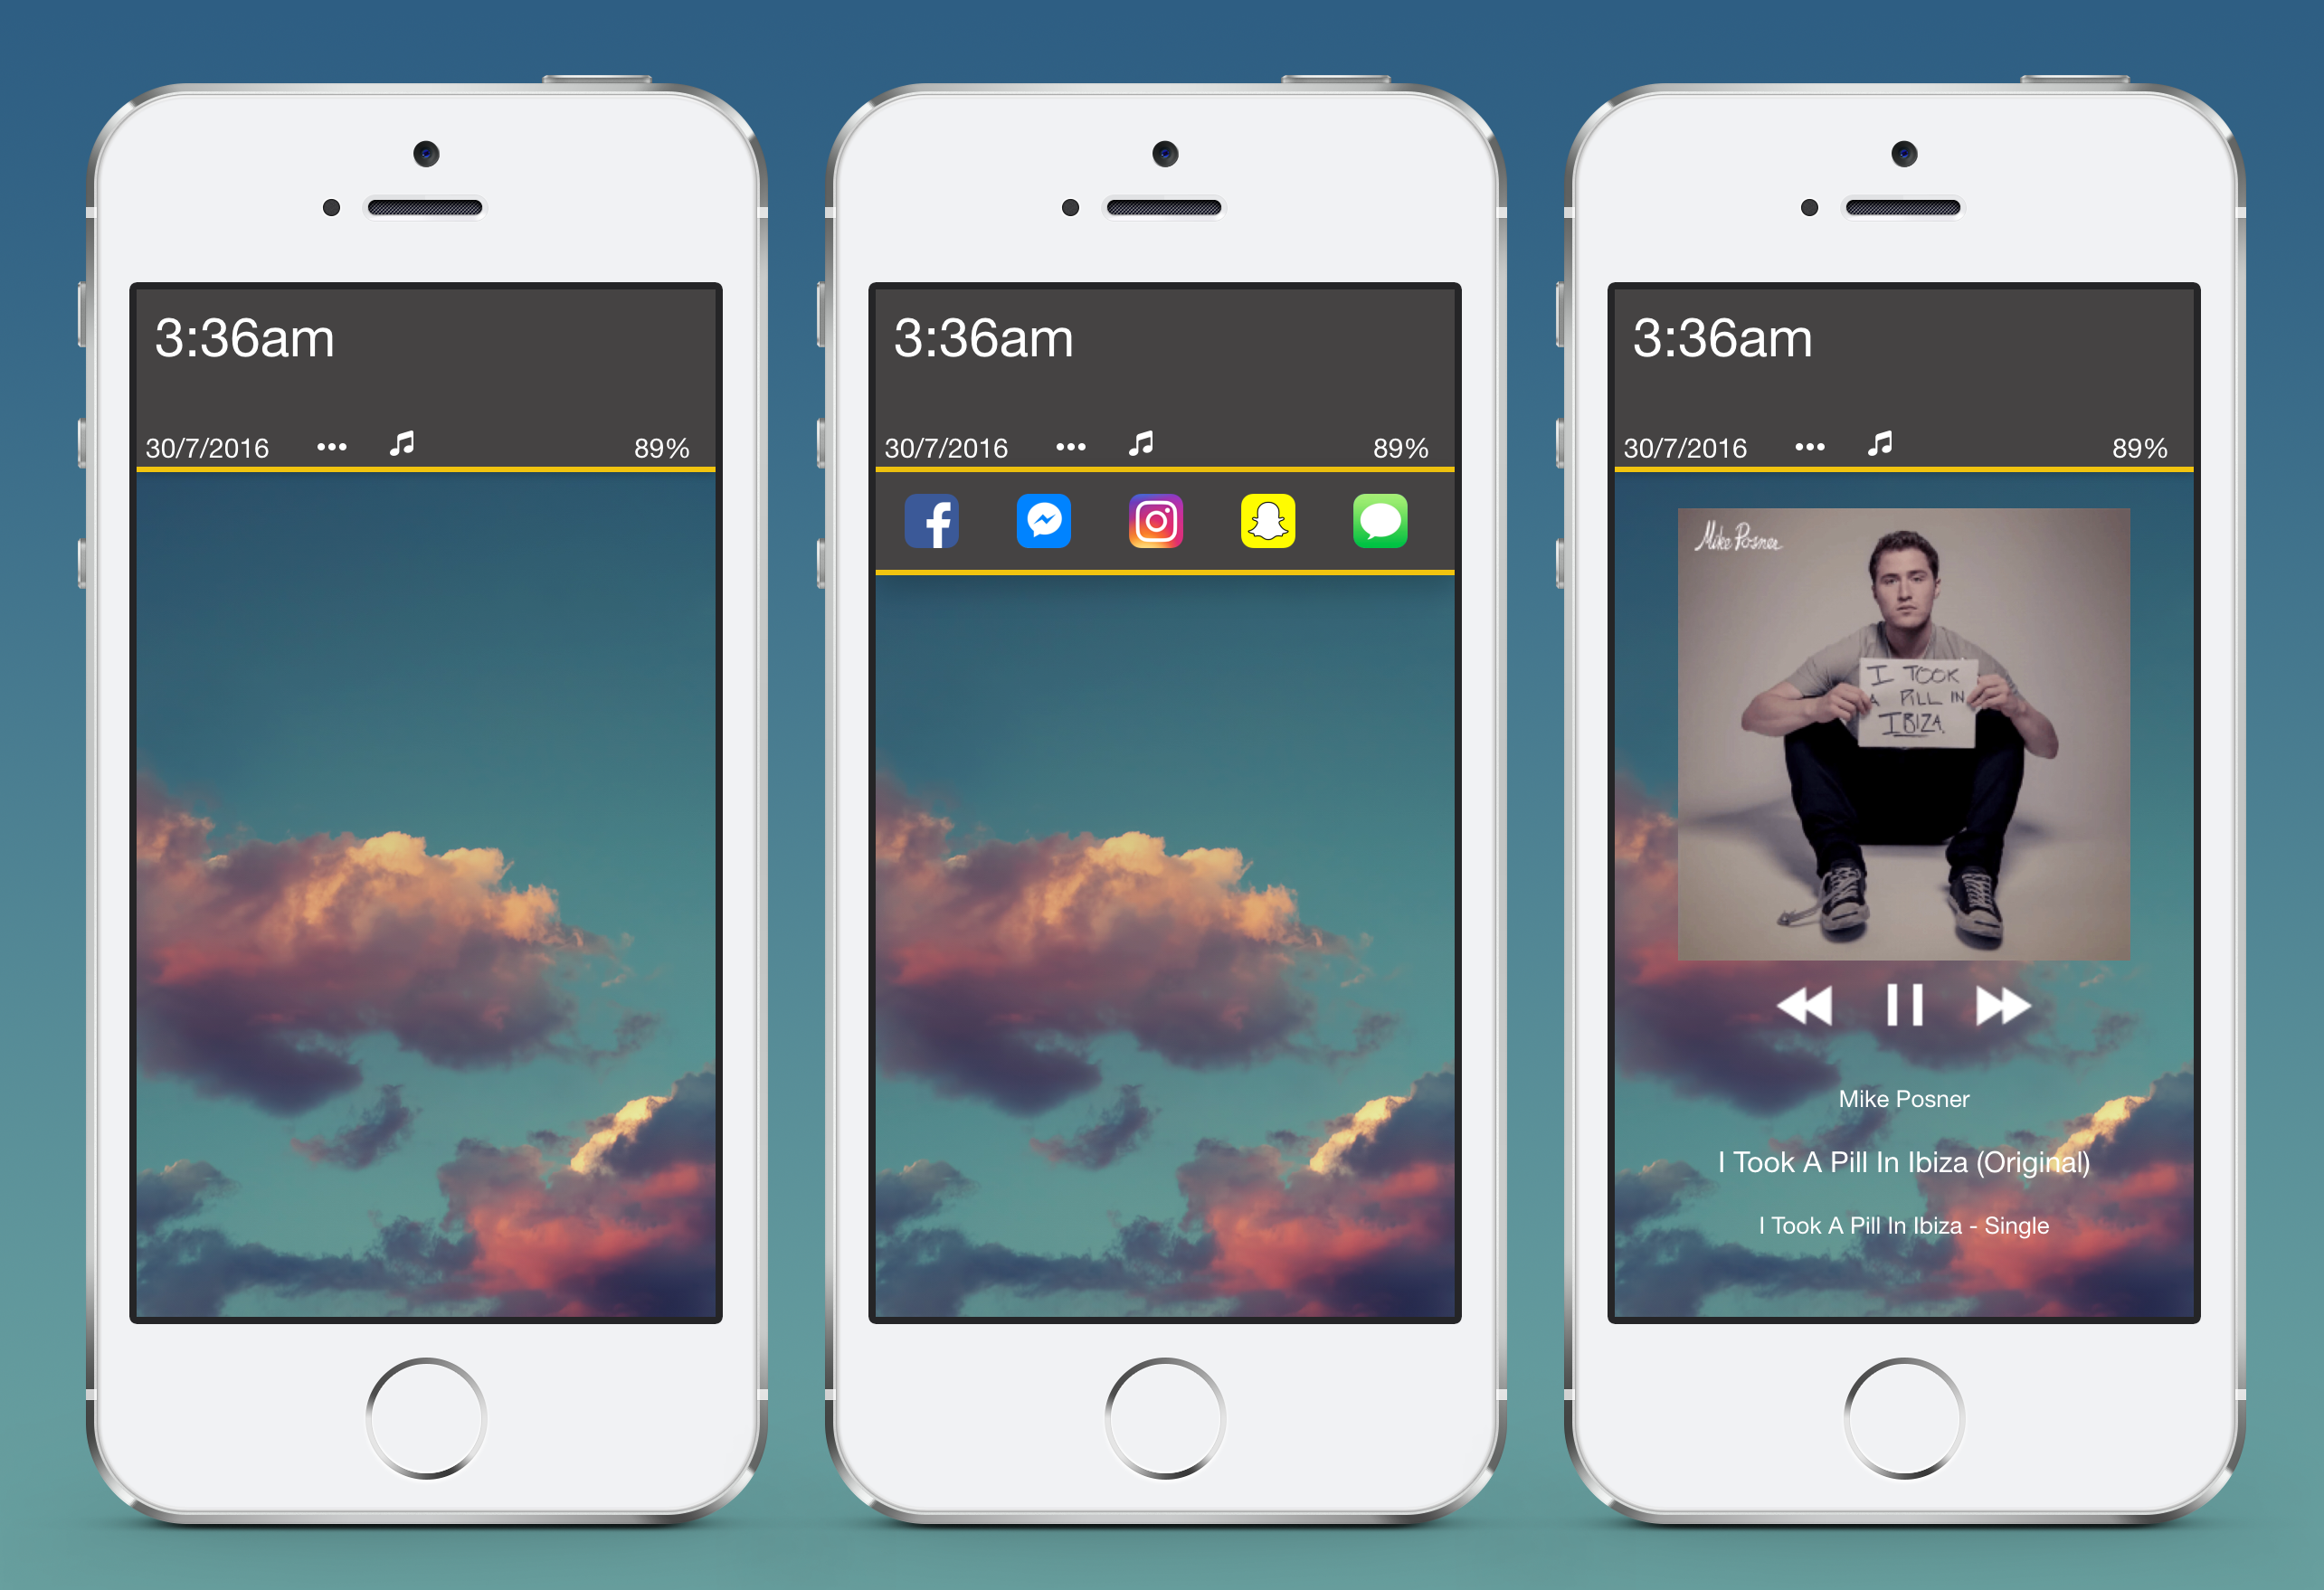 3:36am
30/7/2016 ••• 89%
3:36am
30/7/2016 ••• 89%
3:36am
30/7/2016 ••• 89%
Mike Posner
I TOOK
A PILL IN
IBIZA.
Mike Posner
I Took A Pill In Ibiza (Original)
I Took A Pill In Ibiza - Single